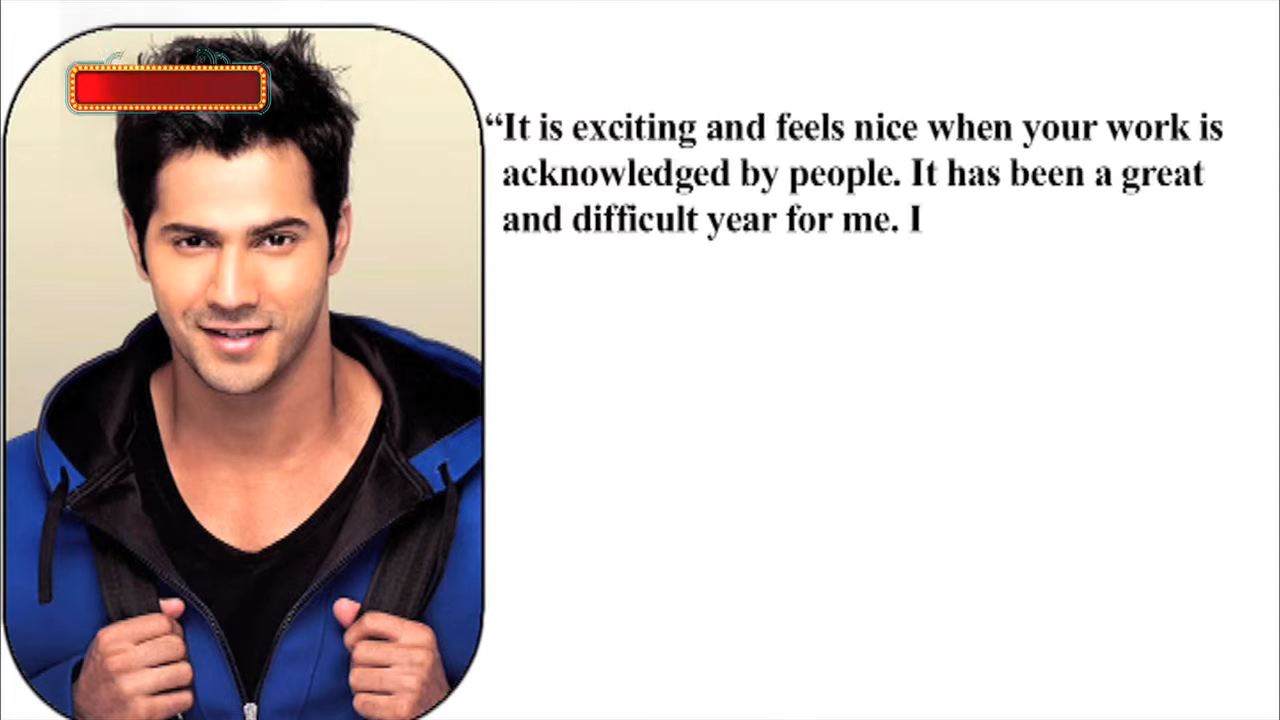 “It is exciting and feels nice when your work is
acknowledged by people. It has been a great
and difficult year for me. I